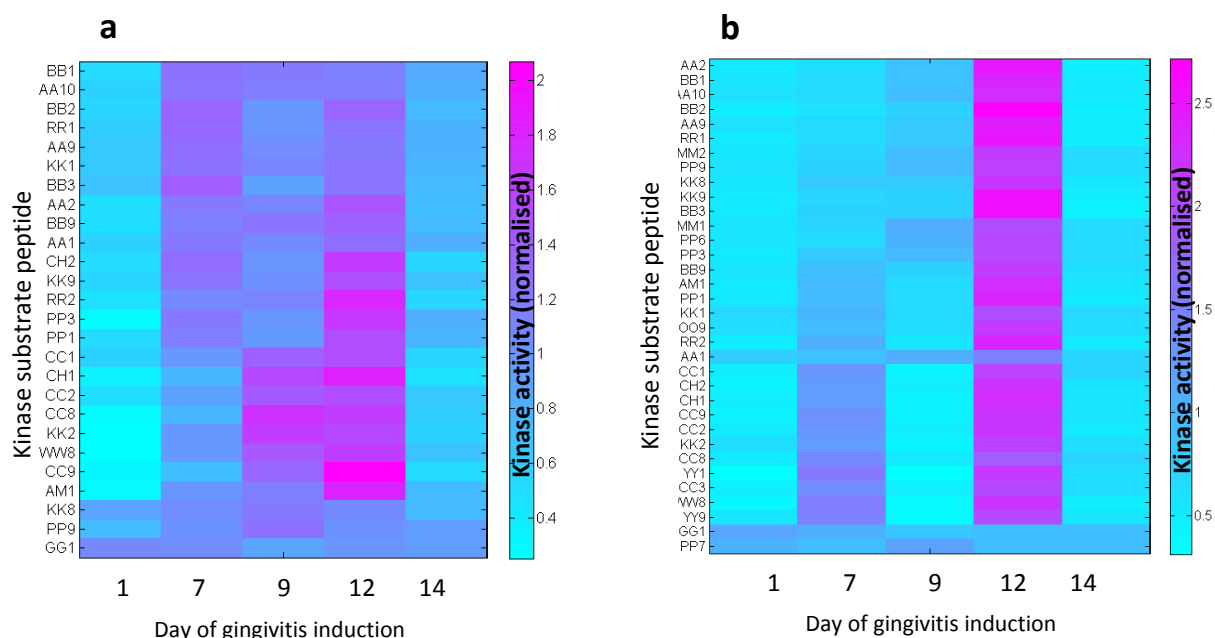 a
b
Kinase substrate peptide
BB1
AA10
BB2
RR1
AA9
KK1
BB3
AA2
BB9
AA1
CH2
KK9
RR2
PP3
PP1
CC1
CH1
CC2
CC8
KK2
WW8
CC9
AM1
KK8
PP9
GG1
1 7 9 12 14
Day of gingivitis induction
Kinase activity (normalised)
2
1.8
1.6
1.4
1.2
1
0.8
0.6
0.4
Kinase substrate peptide
AA2
BB1
AA10
BB2
AA9
RR1
MM2
PP9
KK8
KK9
BB3
MM1
PP6
PP3
BB9
AM1
PP1
KK1
OO9
RR2
AA1
CC1
CH2
CH1
CC9
CC2
KK2
CC8
YY1
CC3
WW8
YY9
GG1
PP7
1 7 9 12 14
Day of gingivitis induction
Kinase activity (normalised)
2.5
2
1.5
1
0.5